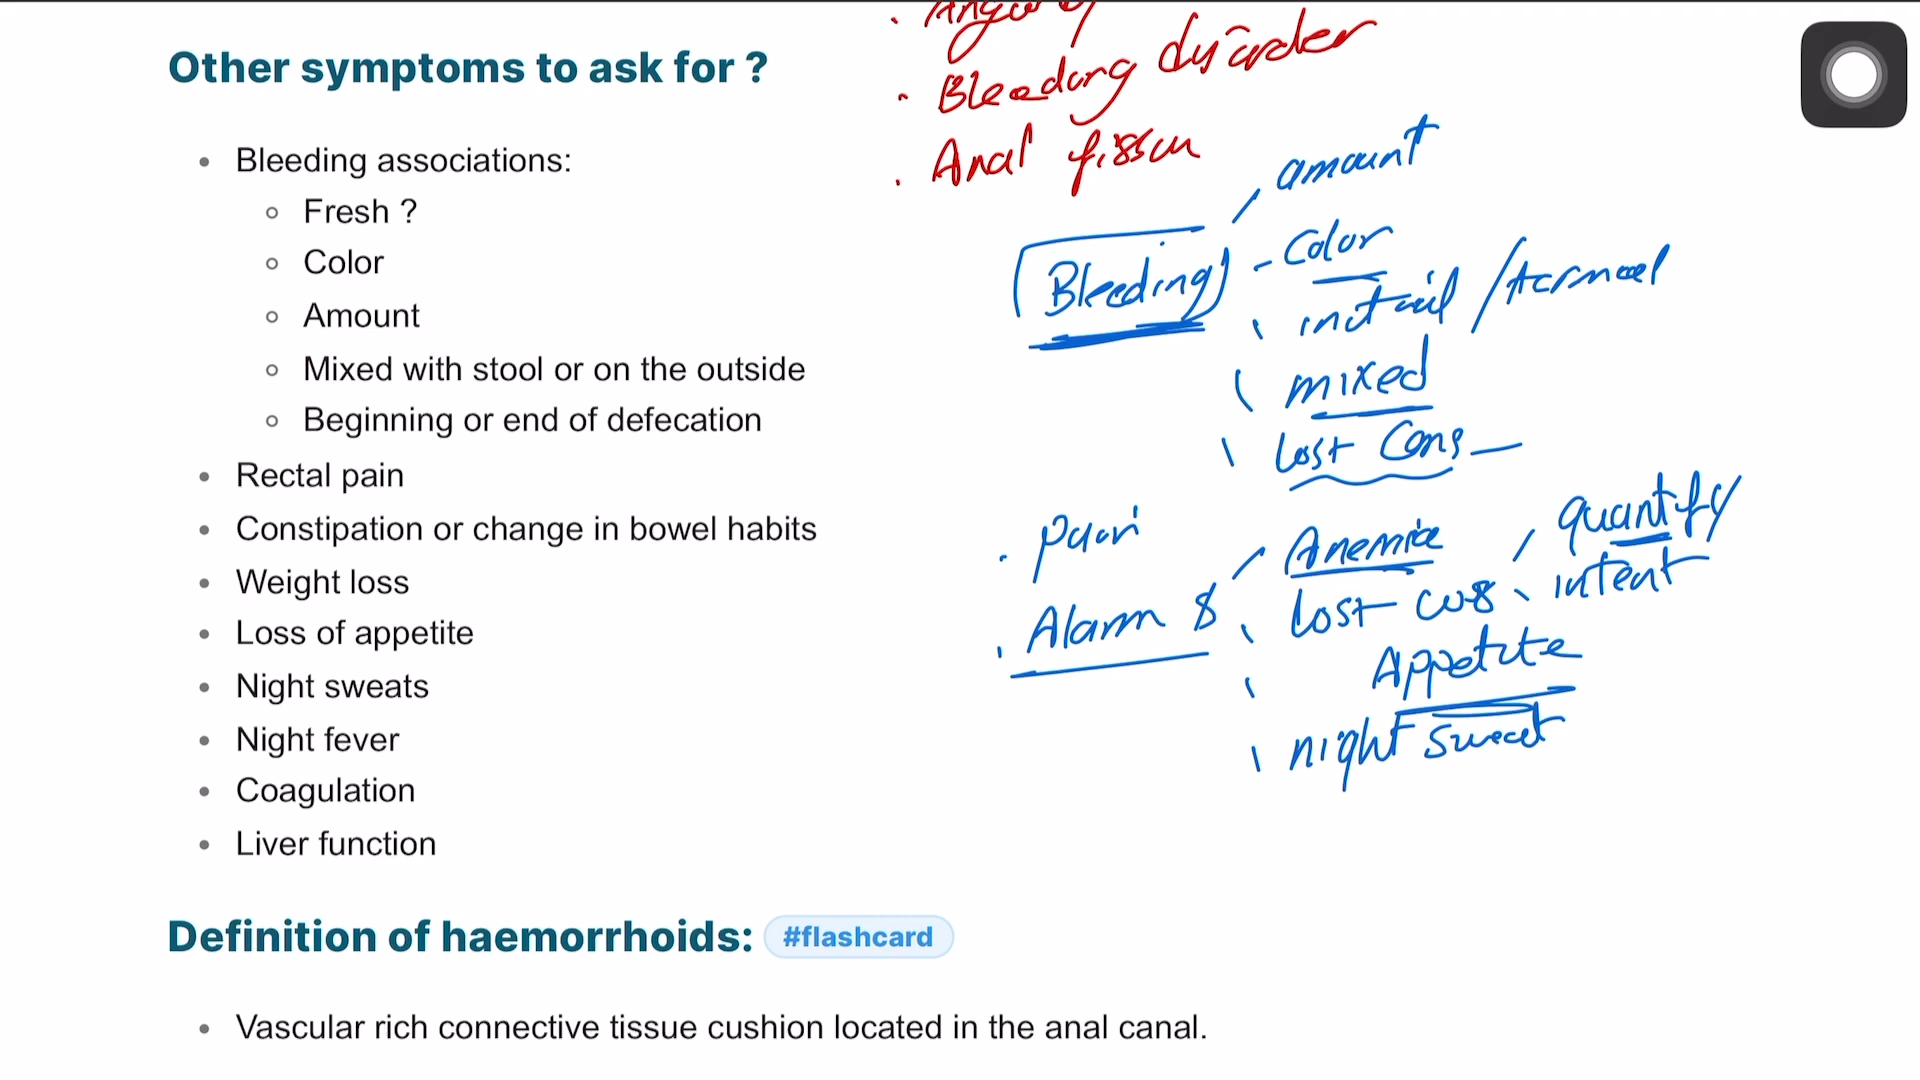 Other symptoms to ask for ?
• Bleeding associations:
Fresh ?
Color
Amount
Mixed with stool or on the outside
Beginning or end of defecation
• Rectal pain
• Constipation or change in bowel habits
• Weight loss
• Loss of appetite
• Night sweats
• Night fever
• Coagulation
• Liver function
Definition of haemorrhoids: #flashcard
• Vascular rich connective tissue cushion located in the anal canal.
Bleeding
Anal
Bleeding
amount
Color
mixed
Lost Cons
Pain
Alarm
Anemia
Lost
quantify
intent
Appetite
night sweat